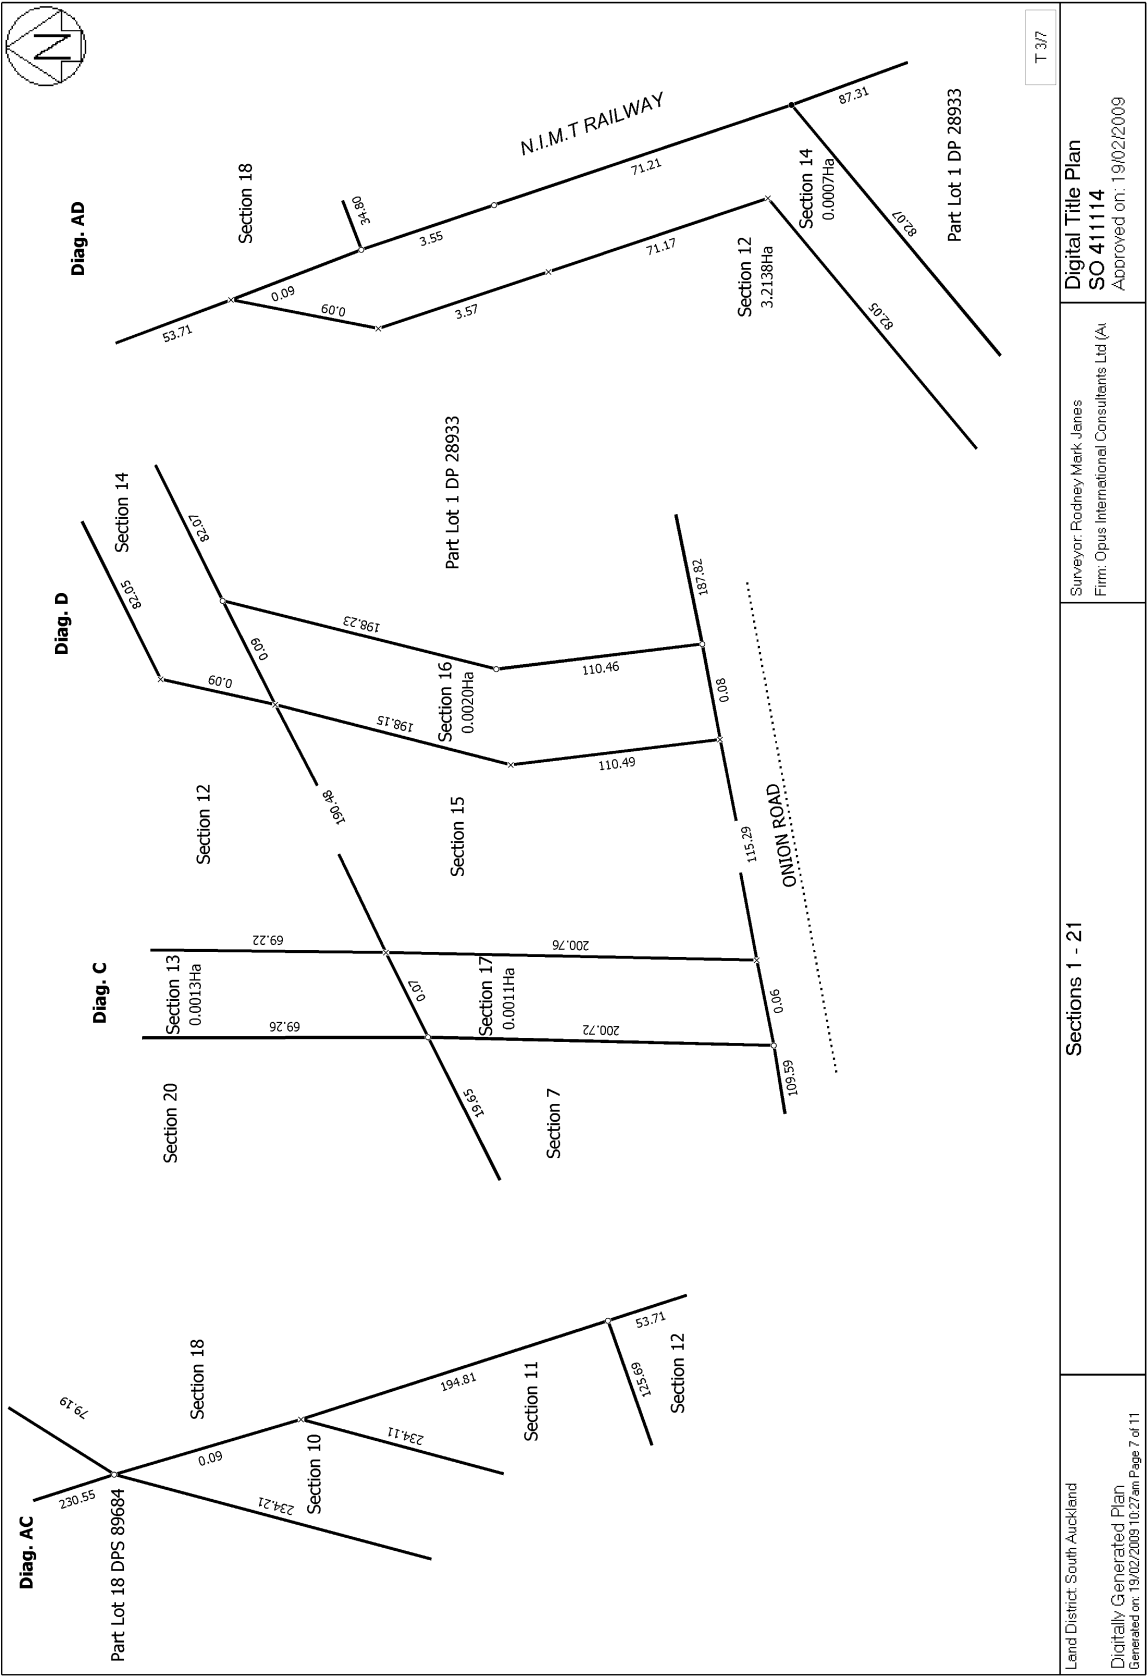 N
T 3/7
Diag. AC
79.19
230.55
Part Lot 18 DPS 89684
Section 18
0.09
234.21
Section 10
234.11
194.81
Section 11
125.69
53.71
Section 12
Diag. C
Section 20
69.26
Section 13
0.0013Ha
69.22
19.65
0.07
Section 7
200.72
Section 17
0.0011Ha
200.76
109.59
0.06
115.29
ONION ROAD
Diag. D
82.05
Section 14
82.07
0.09
0.09
Section 12
190.48
198.15
198.23
Section 16
0.0020Ha
Section 15
Part Lot 1 DP 28933
110.49
110.46
0.08
187.82
Diag. AD
53.71
Section 18
34.80
0.09
0.09
3.55
3.57
N.I.M.T RAILWAY
71.21
71.17
Section 12
3.2138Ha
Section 14
0.0007Ha
87.31
82.05
82.07
Part Lot 1 DP 28933
Land District: South Auckland
Digitally Generated Plan
Generated on: 19/02/2009 10:27am Page 7 of 11
Sections 1 - 21
Surveyor: Rodney Mark Janes
Firm: Opus International Consultants Ltd (Au
Digital Title Plan
SO 411114
Approved on: 19/02/2009